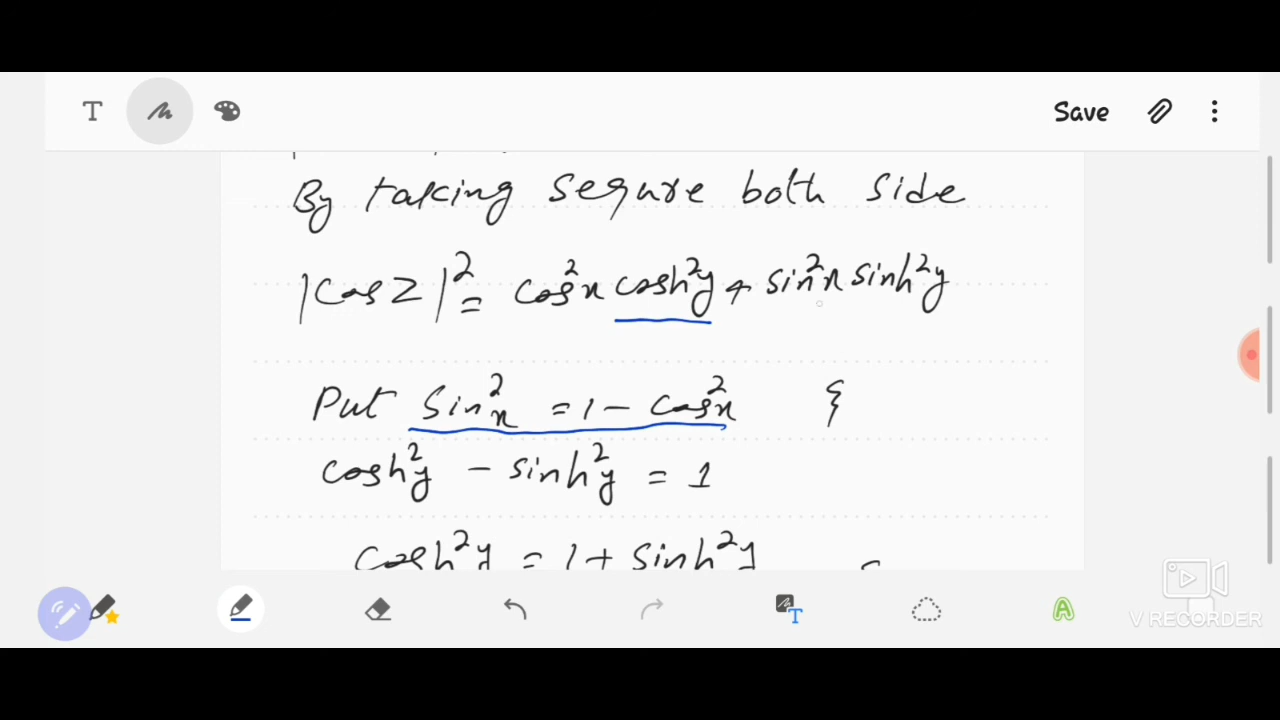 T
Save
By taking Sequre both side
|Cos z|² = cos²x cosh²y + sin²x sinh²y
Put Sin²x = 1 - cos²x {
cosh²y - sinh²y = 1
cosh²y = 1 + sinh²y
T
A
V RECORDER